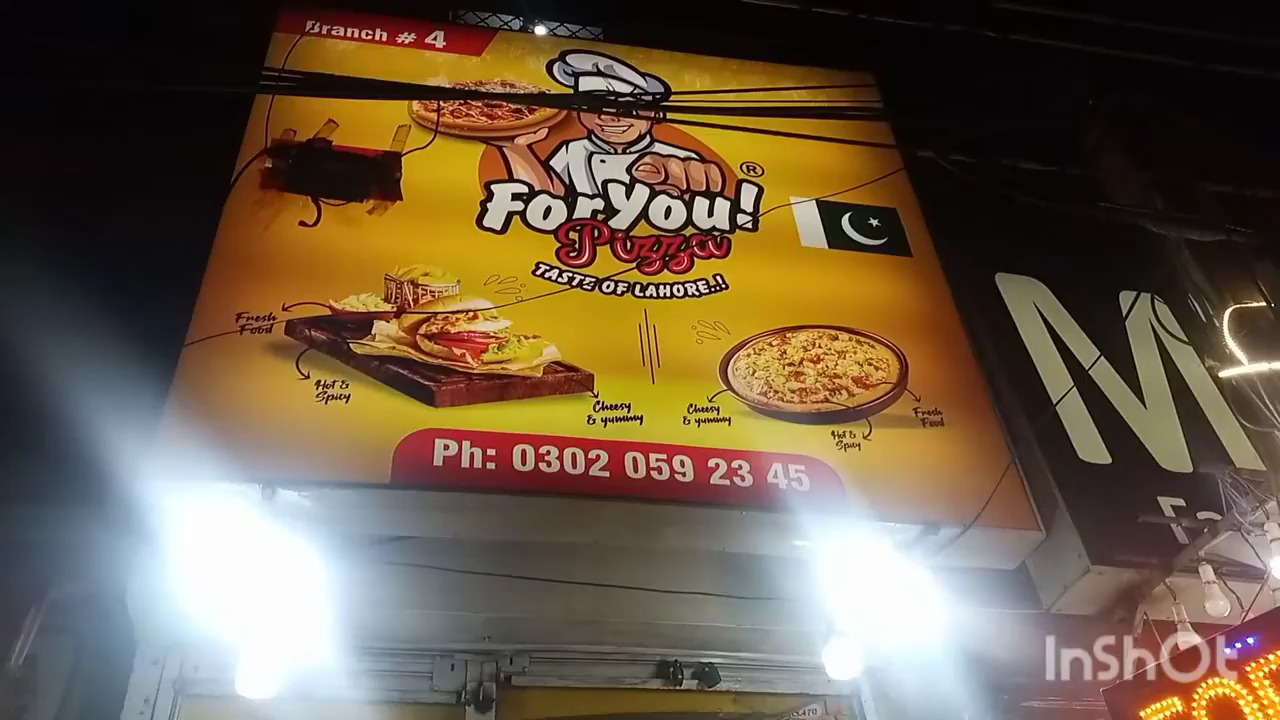 Branch # 4
®
ForYou!
Pizza
TASTE OF LAHORE..!
Fresh
Food
Hot &
Spicy
Cheesy
& yummy
Cheesy
& yummy
Hot &
Spicy
Fresh
Food
Ph: 0302 059 23 45
M
InShOt